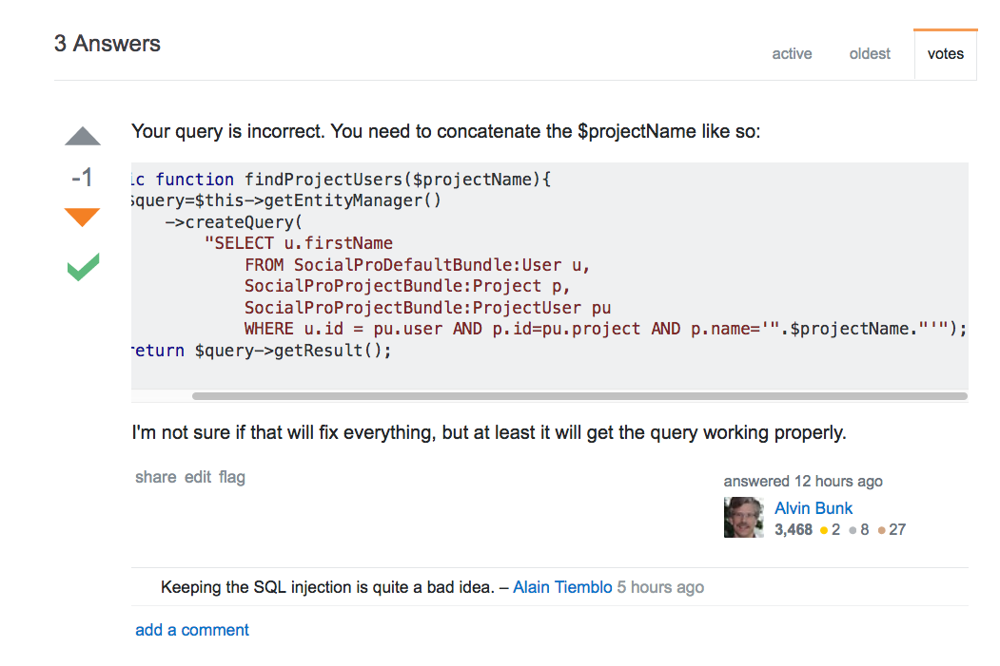 3 Answers
active oldest votes
Your query is incorrect. You need to concatenate the $projectName like so:
-1
ic function findProjectUsers($projectName){
$query=$this->getEntityManager()
->createQuery(
"SELECT u.firstName
FROM SocialProDefaultBundle:User u,
SocialProProjectBundle:Project p,
SocialProProjectBundle:ProjectUser pu
WHERE u.id = pu.user AND p.id=pu.project AND p.name='".$projectName."'");
return $query->getResult();
I'm not sure if that will fix everything, but at least it will get the query working properly.
share edit flag
answered 12 hours ago
Alvin Bunk
3,468 ● 2 ● 8 ● 27
Keeping the SQL injection is quite a bad idea. – Alain Tiemblo 5 hours ago
add a comment